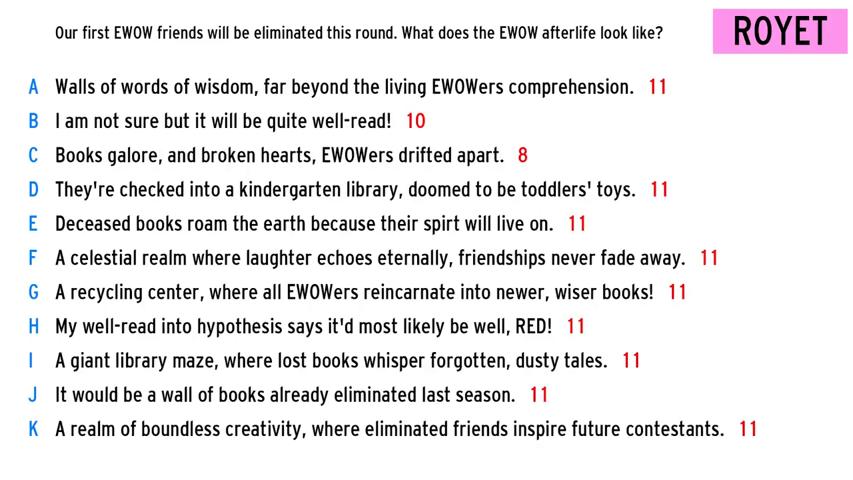 Our first EWOW friends will be eliminated this round. What does the EWOW afterlife look like?
ROYET
A Walls of words of wisdom, far beyond the living EWOWers comprehension. 11
B I am not sure but it will be quite well-read! 10
C Books galore, and broken hearts, EWOWers drifted apart. 8
D They're checked into a kindergarten library, doomed to be toddlers' toys. 11
E Deceased books roam the earth because their spirt will live on. 11
F A celestial realm where laughter echoes eternally, friendships never fade away. 11
G A recycling center, where all EWOWers reincarnate into newer, wiser books! 11
H My well-read into hypothesis says it'd most likely be well, RED! 11
I A giant library maze, where lost books whisper forgotten, dusty tales. 11
J It would be a wall of books already eliminated last season. 11
K A realm of boundless creativity, where eliminated friends inspire future contestants. 11